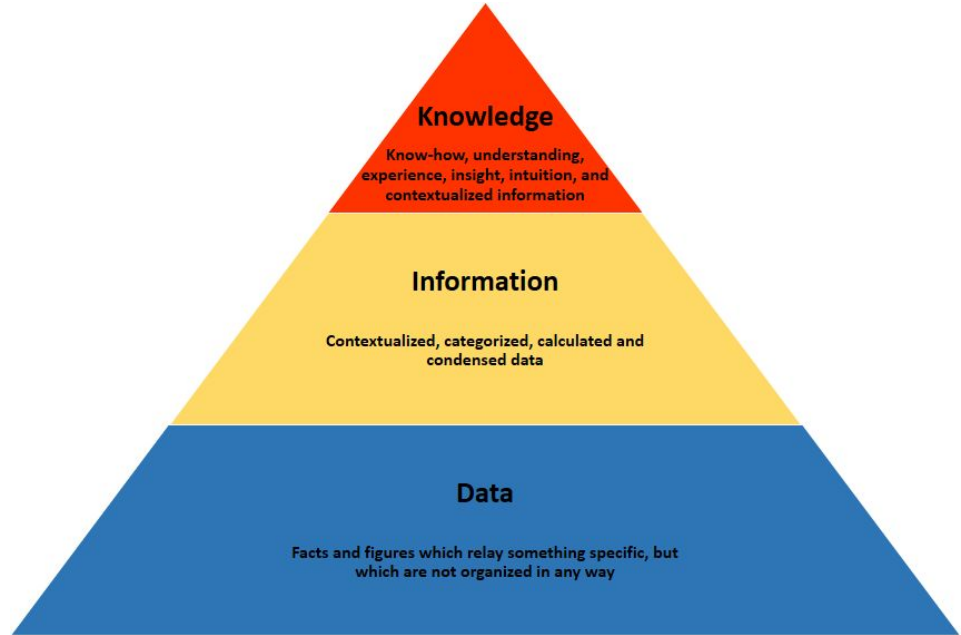 Knowledge
Know-how, understanding,
experience, insight, intuition, and
contextualized information
Information
Contextualized, categorized, calculated and
condensed data
Data
Facts and figures which relay something specific, but
which are not organized in any way